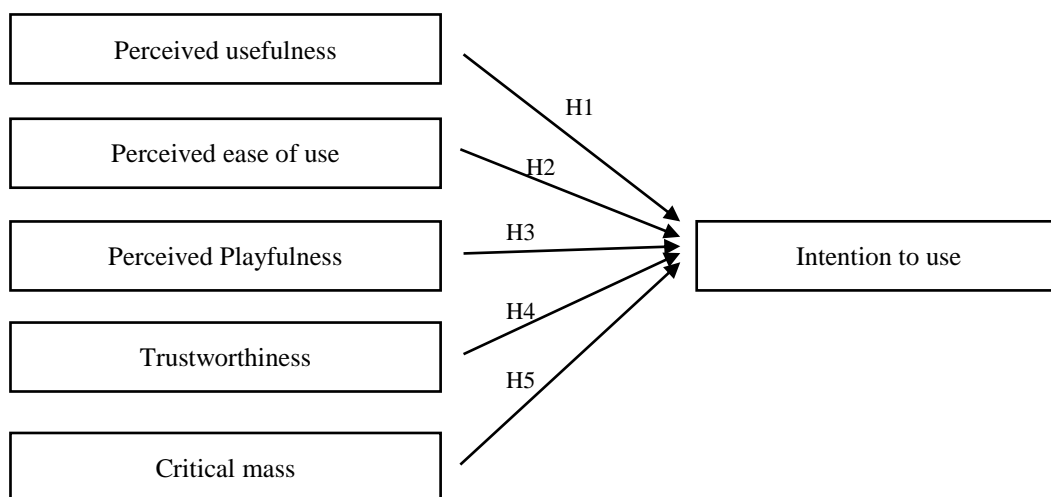 Perceived usefulness
H1
Perceived ease of use
H2
Perceived Playfulness
H3
Intention to use
H4
Trustworthiness
H5
Critical mass